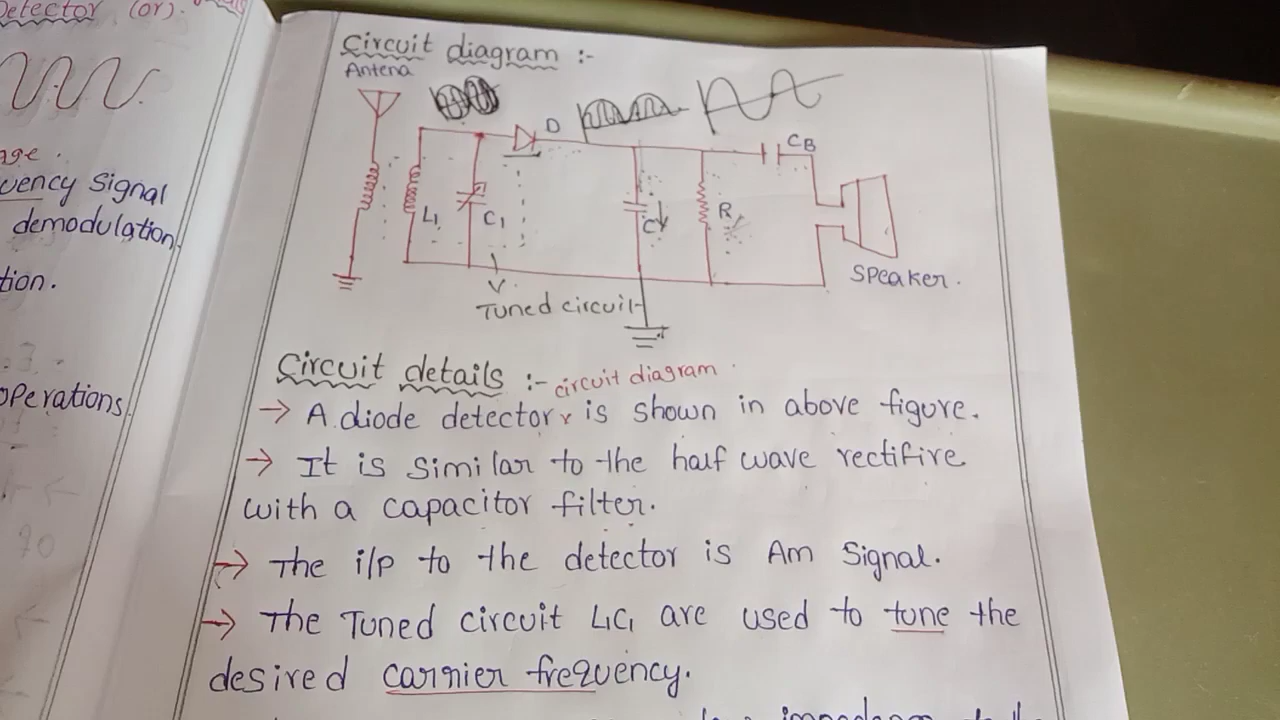 Detector (or).
age.
uency Signal
demodulation.
tion.
operations.
Circuit diagram :-
Antena
D
CB
L1
C1
C
R
Speaker.
Tuned circuit
Circuit details :- circuit diagram
→ A diode detector is shown in above figure.
→ It is similar to the half wave rectifire
with a capacitor filter.
→ The i/p to the detector is Am Signal.
→ The Tuned circuit L1C1 are used to tune the
desired carrier frequency.